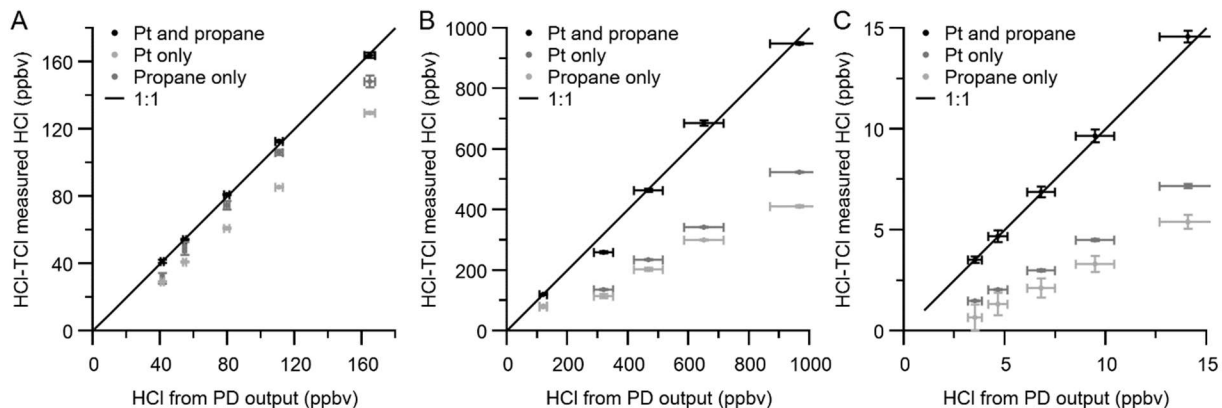 A
HCl-TCl measured HCl (ppbv)
180
160
120
80
40
0
Pt and propane
Pt only
Propane only
1:1
0 40 80 120 160
HCl from PD output (ppbv)
B
HCl-TCl measured HCl (ppbv)
1000
800
600
400
200
0
Pt and propane
Pt only
Propane only
1:1
0 200 400 600 800 1000
HCl from PD output (ppbv)
C
HCl-TCl measured HCl (ppbv)
15
10
5
0
Pt and propane
Pt only
Propane only
1:1
0 5 10 15
HCl from PD output (ppbv)